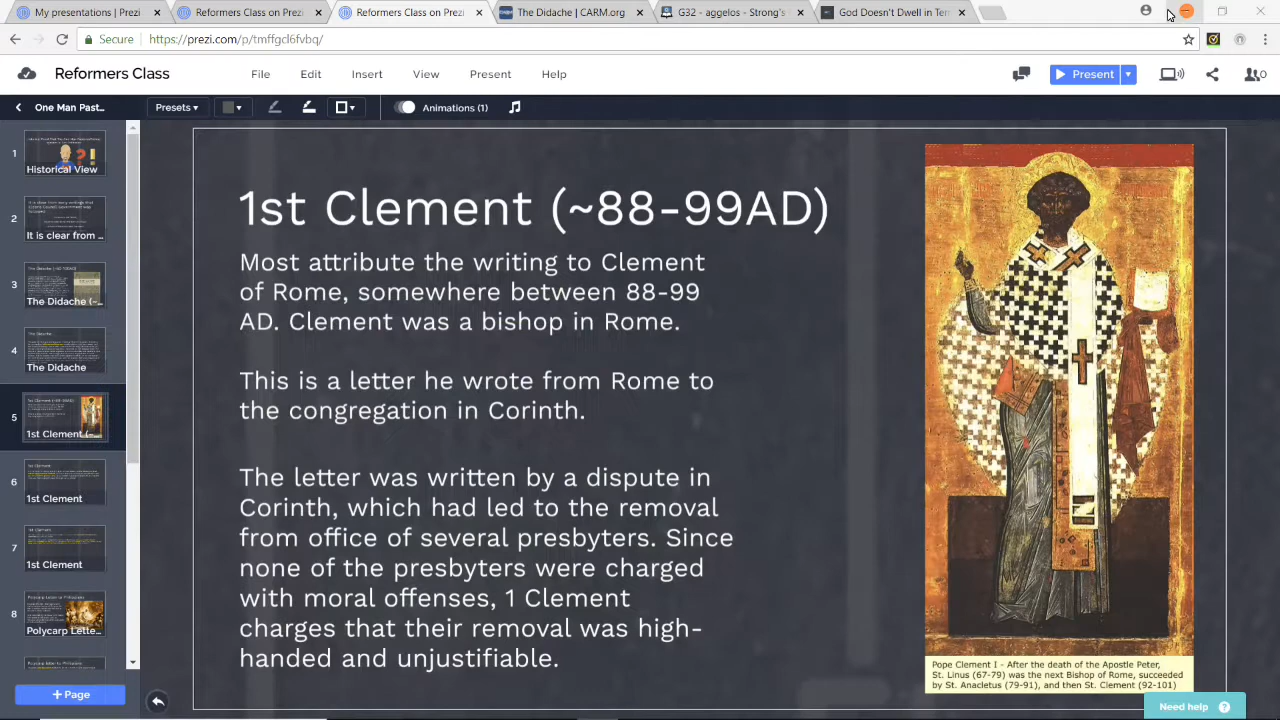 My presentations | Prezi
Reformers Class on Prezi
Reformers Class on Prezi
The Didache | CARM.org
G32 - aggelos - Strong's
God Doesn't Dwell in Tem
Secure
https://prezi.com/p/tmffgcl6fvbq/
Reformers Class
File
Edit
Insert
View
Present
Help
Present
0
One Man Past...
Presets
Animations (1)
1
Historical View
2
It is clear from ...
3
The Didache (~...
4
The Didache
5
1st Clement (~...
6
1st Clement
7
1st Clement
8
Polycarp Lette...
+ Page
1st Clement (~88-99AD)
Most attribute the writing to Clement
of Rome, somewhere between 88-99
AD. Clement was a bishop in Rome.
This is a letter he wrote from Rome to
the congregation in Corinth.
The letter was written by a dispute in
Corinth, which had led to the removal
from office of several presbyters. Since
none of the presbyters were charged
with moral offenses, 1 Clement
charges that their removal was high-
handed and unjustifiable.
Pope Clement I - After the death of the Apostle Peter,
St. Linus (67-79) was the next Bishop of Rome, succeeded
by St. Anacletus (79-91), and then St. Clement (92-101)
Need help ?